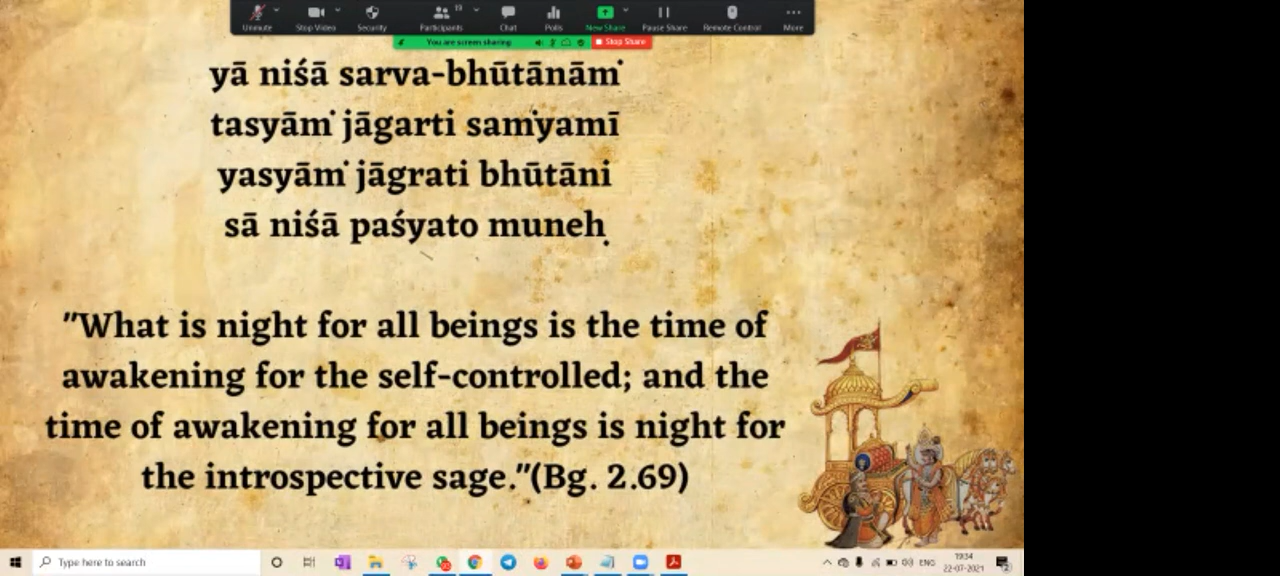 Unmute Stop Video Security Participants 19 Chat Polls New Share Pause Share Remote Control More
You are screen sharing Stop Share
yā niśā sarva-bhūtānāṁ
tasyāṁ jāgarti saṁyamī
yasyāṁ jāgrati bhūtāni
sā niśā paśyato muneḥ
"What is night for all beings is the time of
awakening for the self-controlled; and the
time of awakening for all beings is night for
the introspective sage."(Bg. 2.69)
Type here to search ENG 19:34
22-07-2021